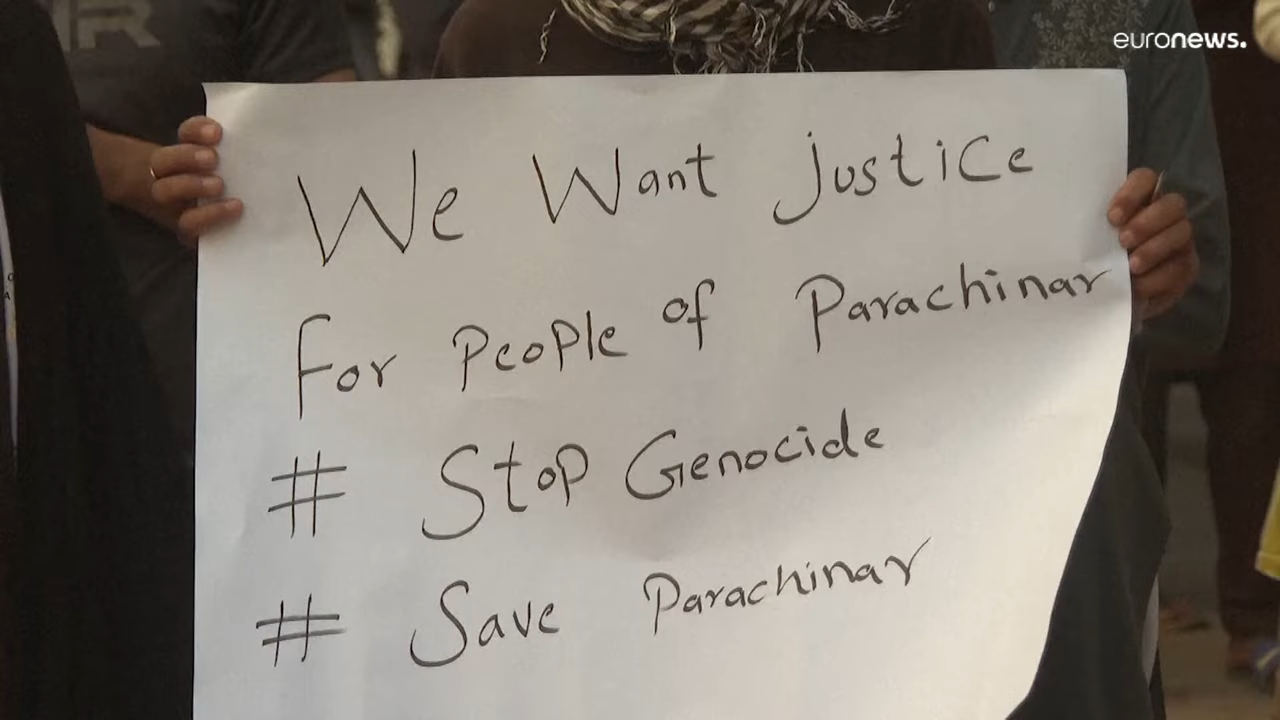 euronews.
We Want justice
For People of Parachinar
# Stop Genocide
# Save Parachinar